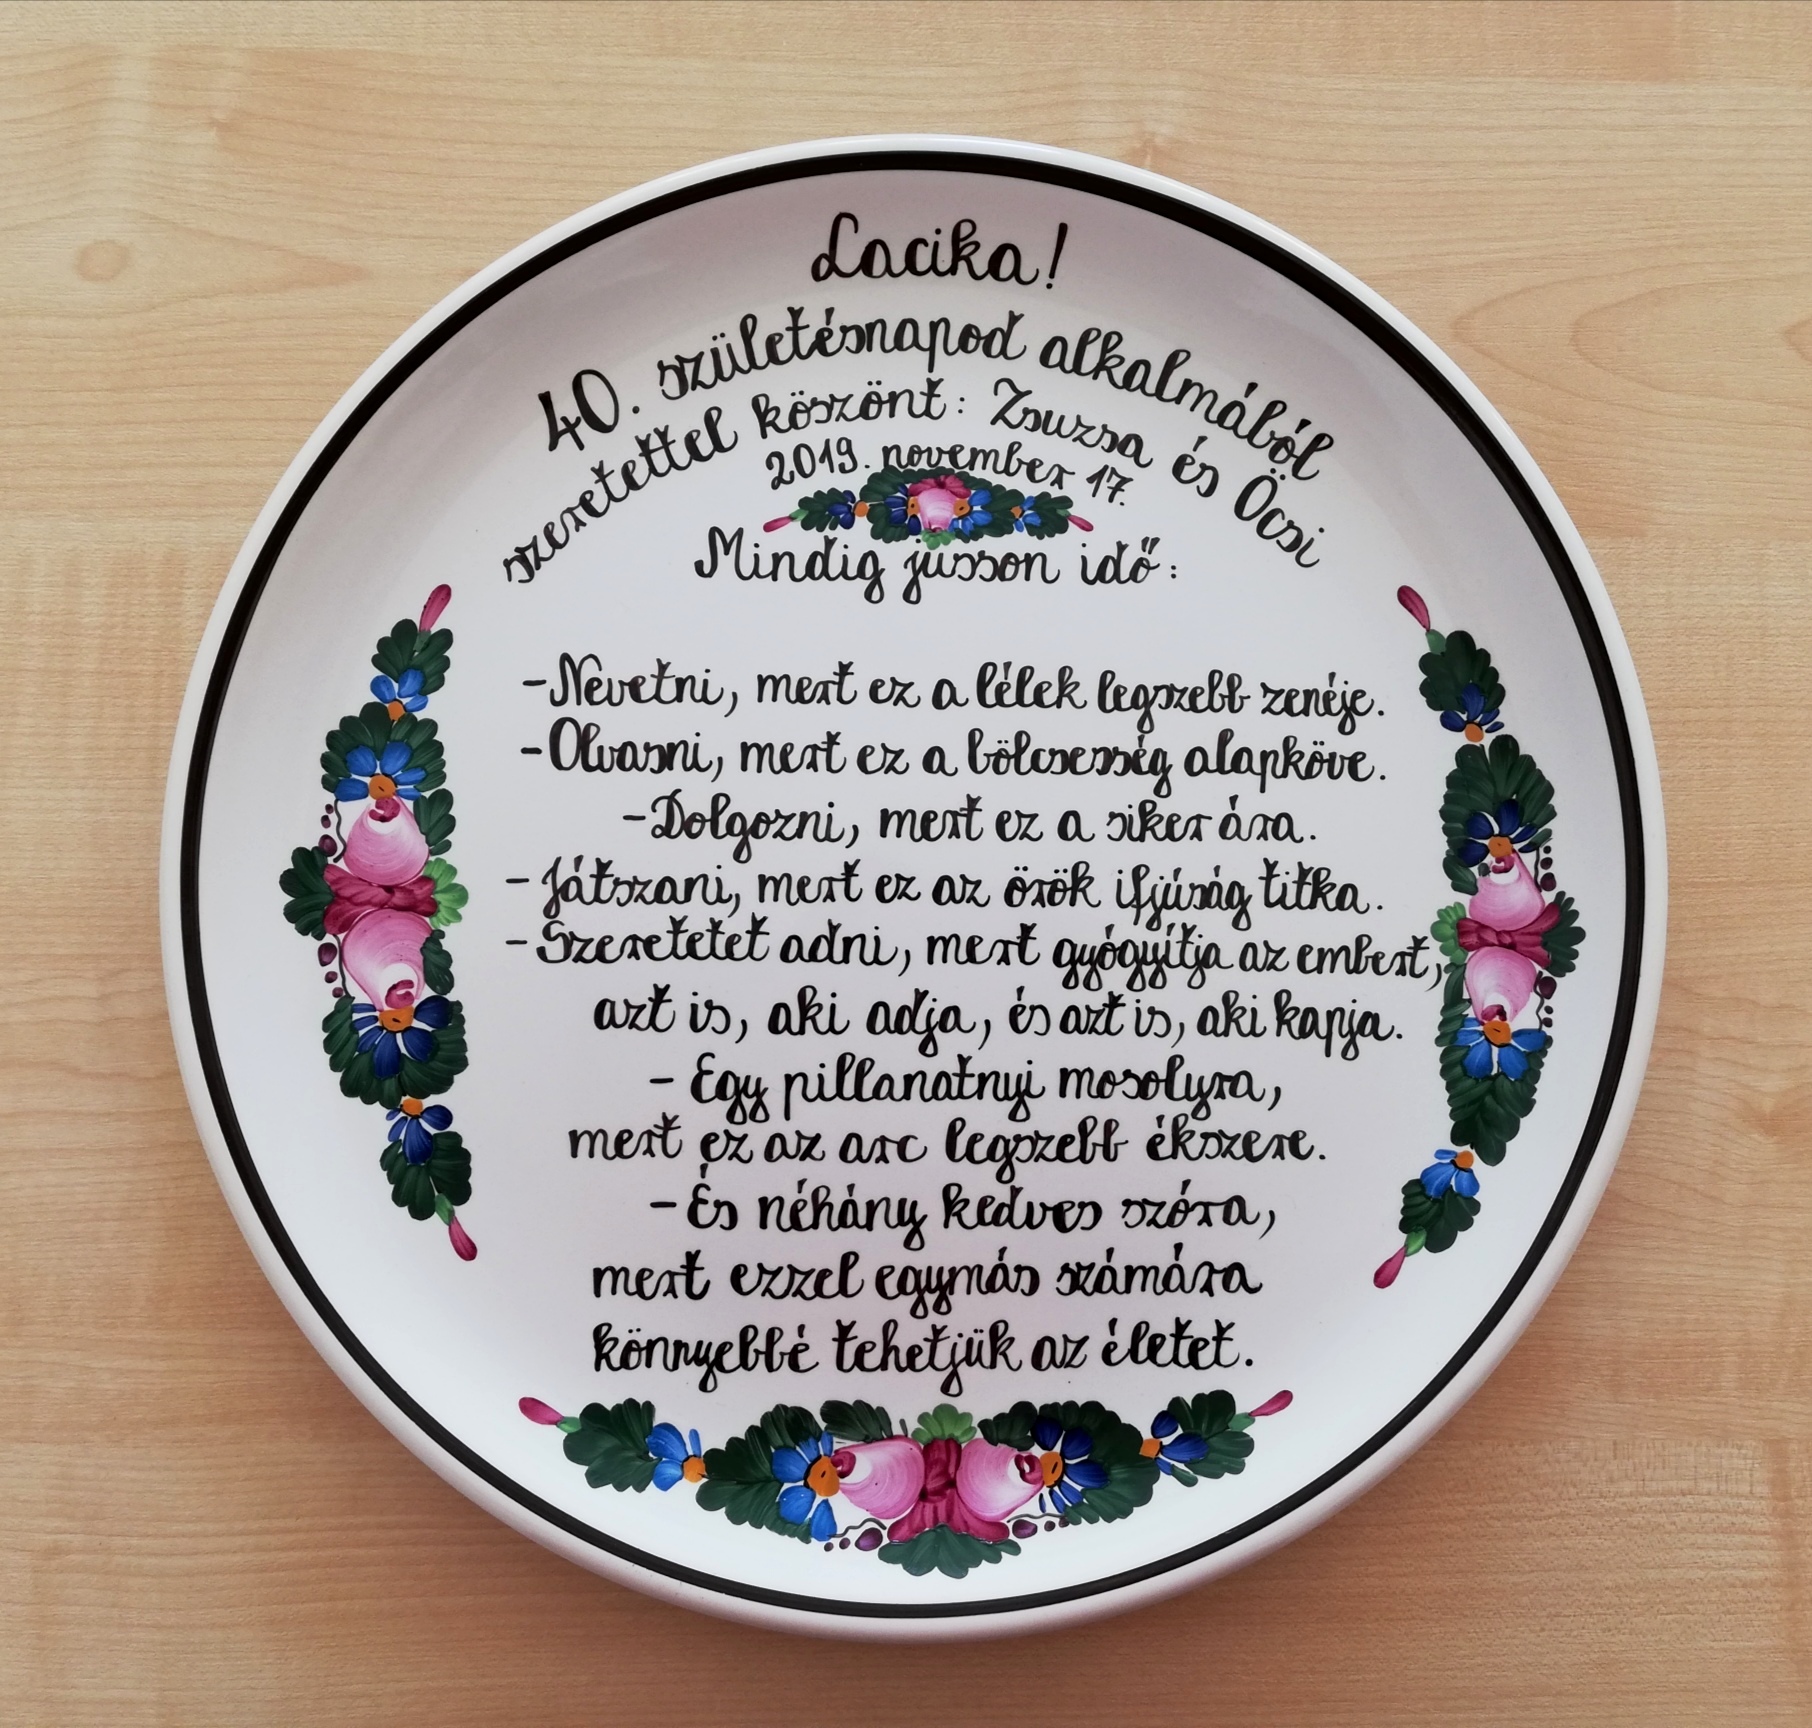 Lacika!
40. születésnapod alkalmából
szeretettel köszönt: Zsuzsa és Öcsi
2019. november 17.
Mindig jusson idő:
-Nevetni, mert ez a lélek legszebb zenéje.
-Olvasni, mert ez a bölcsesség alapköve.
-Dolgozni, mert ez a siker ára.
- Játszani, mert ez az örök ifjúság titka.
-Szeretetet adni, mert gyógyítja az embert,
azt is, aki adja, és azt is, aki kapja.
- Egy pillanatnyi mosolyra,
mert ez az arc legszebb ékszere.
-És néhány kedves szóra,
mert ezzel egymás számára
könnyebbé tehetjük az életet.